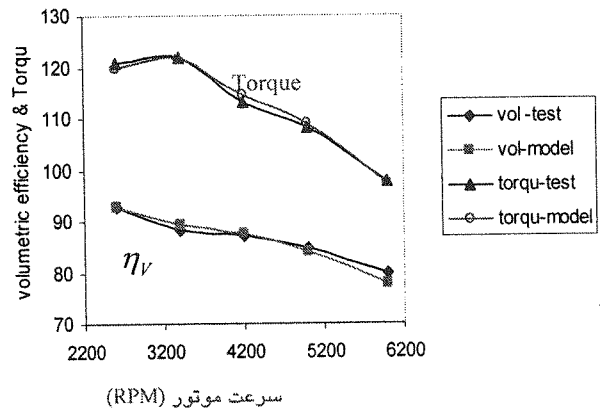 130
120
110
100
90
80
70
volumetric efficiency & Torqu
Torque
ηV
2200 3200 4200 5200 6200
سرعت موتور (RPM)
vol-test
vol-model
torqu-test
torqu-model